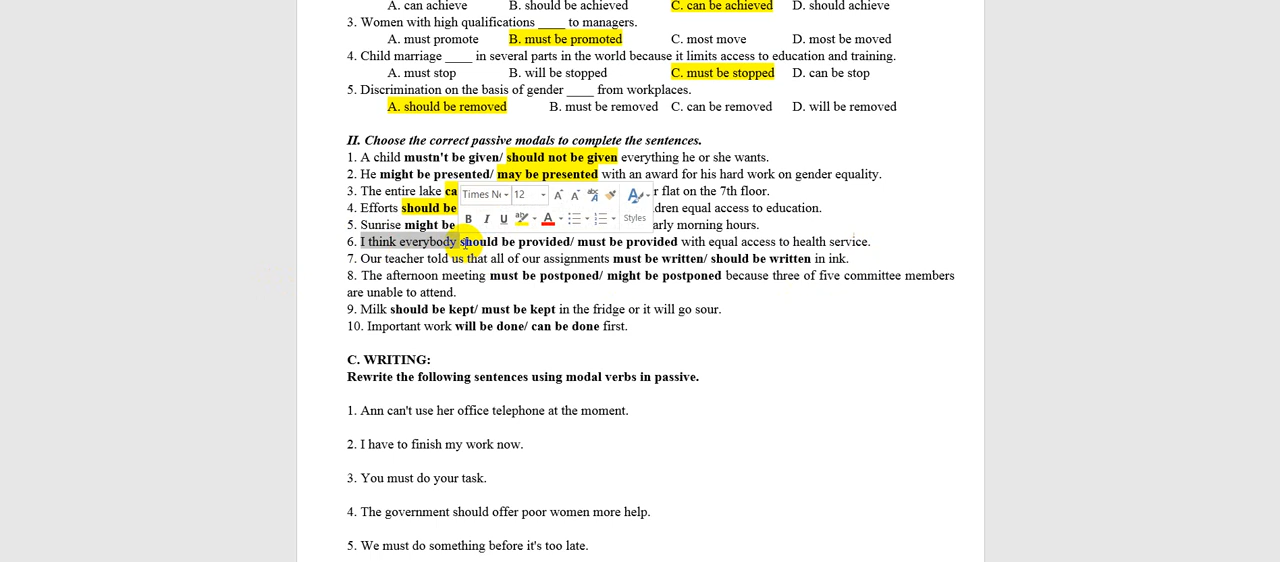 A. can achieve B. should be achieved C. can be achieved D. should achieve
3. Women with high qualifications ____ to managers.
A. must promote B. must be promoted C. most move D. most be moved
4. Child marriage ____ in several parts in the world because it limits access to education and training.
A. must stop B. will be stopped C. must be stopped D. can be stop
5. Discrimination on the basis of gender ____ from workplaces.
A. should be removed B. must be removed C. can be removed D. will be removed
II. Choose the correct passive modals to complete the sentences.
1. A child mustn't be given/ should not be given everything he or she wants.
2. He might be presented/ may be presented with an award for his hard work on gender equality.
3. The entire lake ca r flat on the 7th floor.
Times Ne 12
4. Efforts should be dren equal access to education.
B I U A Styles
5. Sunrise might be arly morning hours.
6. I think everybody should be provided/ must be provided with equal access to health service.
7. Our teacher told us that all of our assignments must be written/ should be written in ink.
8. The afternoon meeting must be postponed/ might be postponed because three of five committee members
are unable to attend.
9. Milk should be kept/ must be kept in the fridge or it will go sour.
10. Important work will be done/ can be done first.
C. WRITING:
Rewrite the following sentences using modal verbs in passive.
1. Ann can't use her office telephone at the moment.
2. I have to finish my work now.
3. You must do your task.
4. The government should offer poor women more help.
5. We must do something before it's too late.